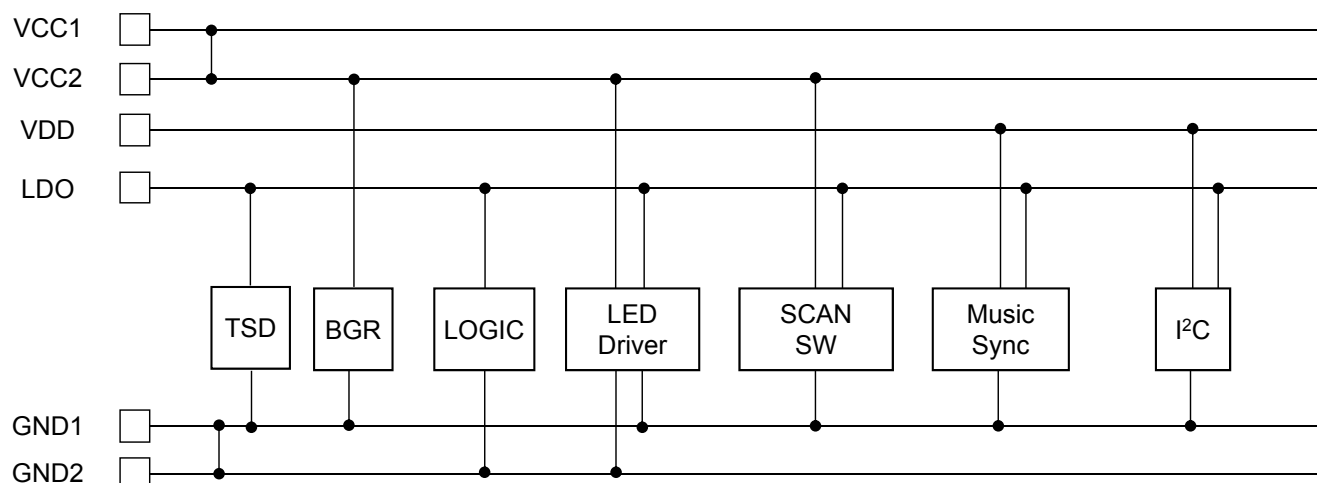 VCC1
VCC2
VDD
LDO
TSD
BGR
LOGIC
LED
Driver
SCAN
SW
Music
Sync
I²C
GND1
GND2